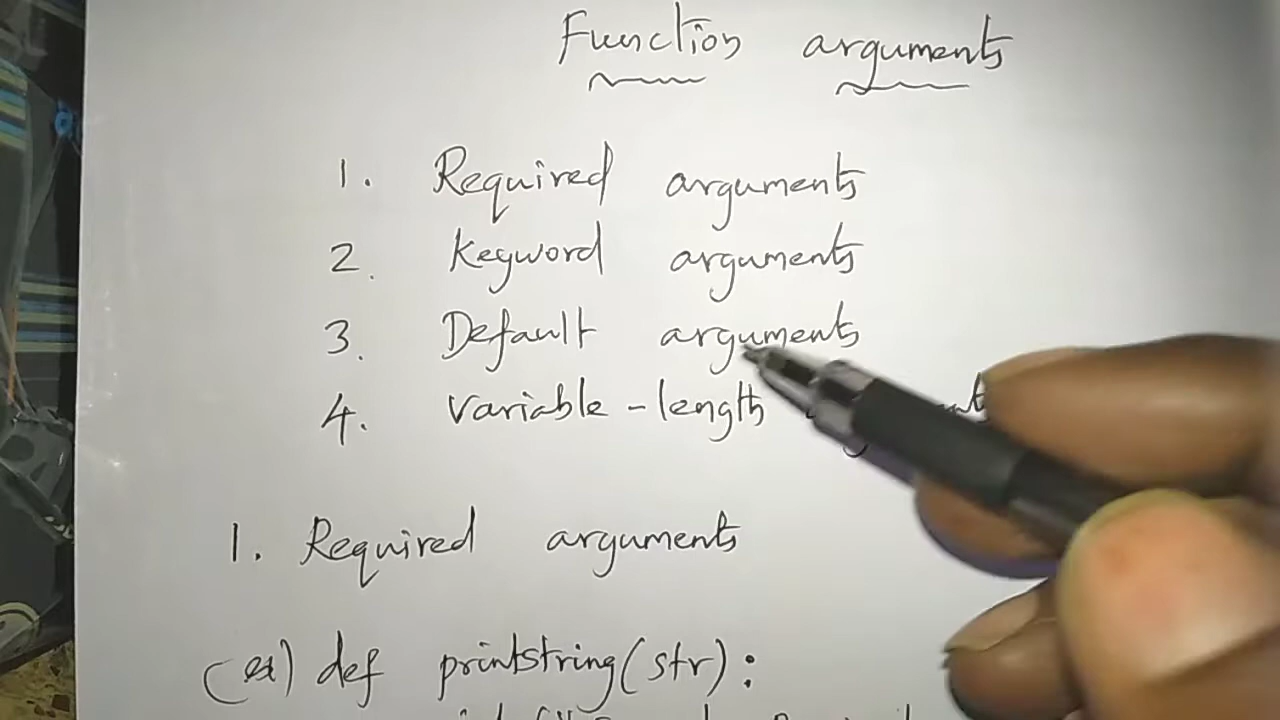 Function arguments
1. Required arguments
2. Keyword arguments
3. Default arguments
4. Variable-length
1. Required arguments
(ex) def printstring(str):